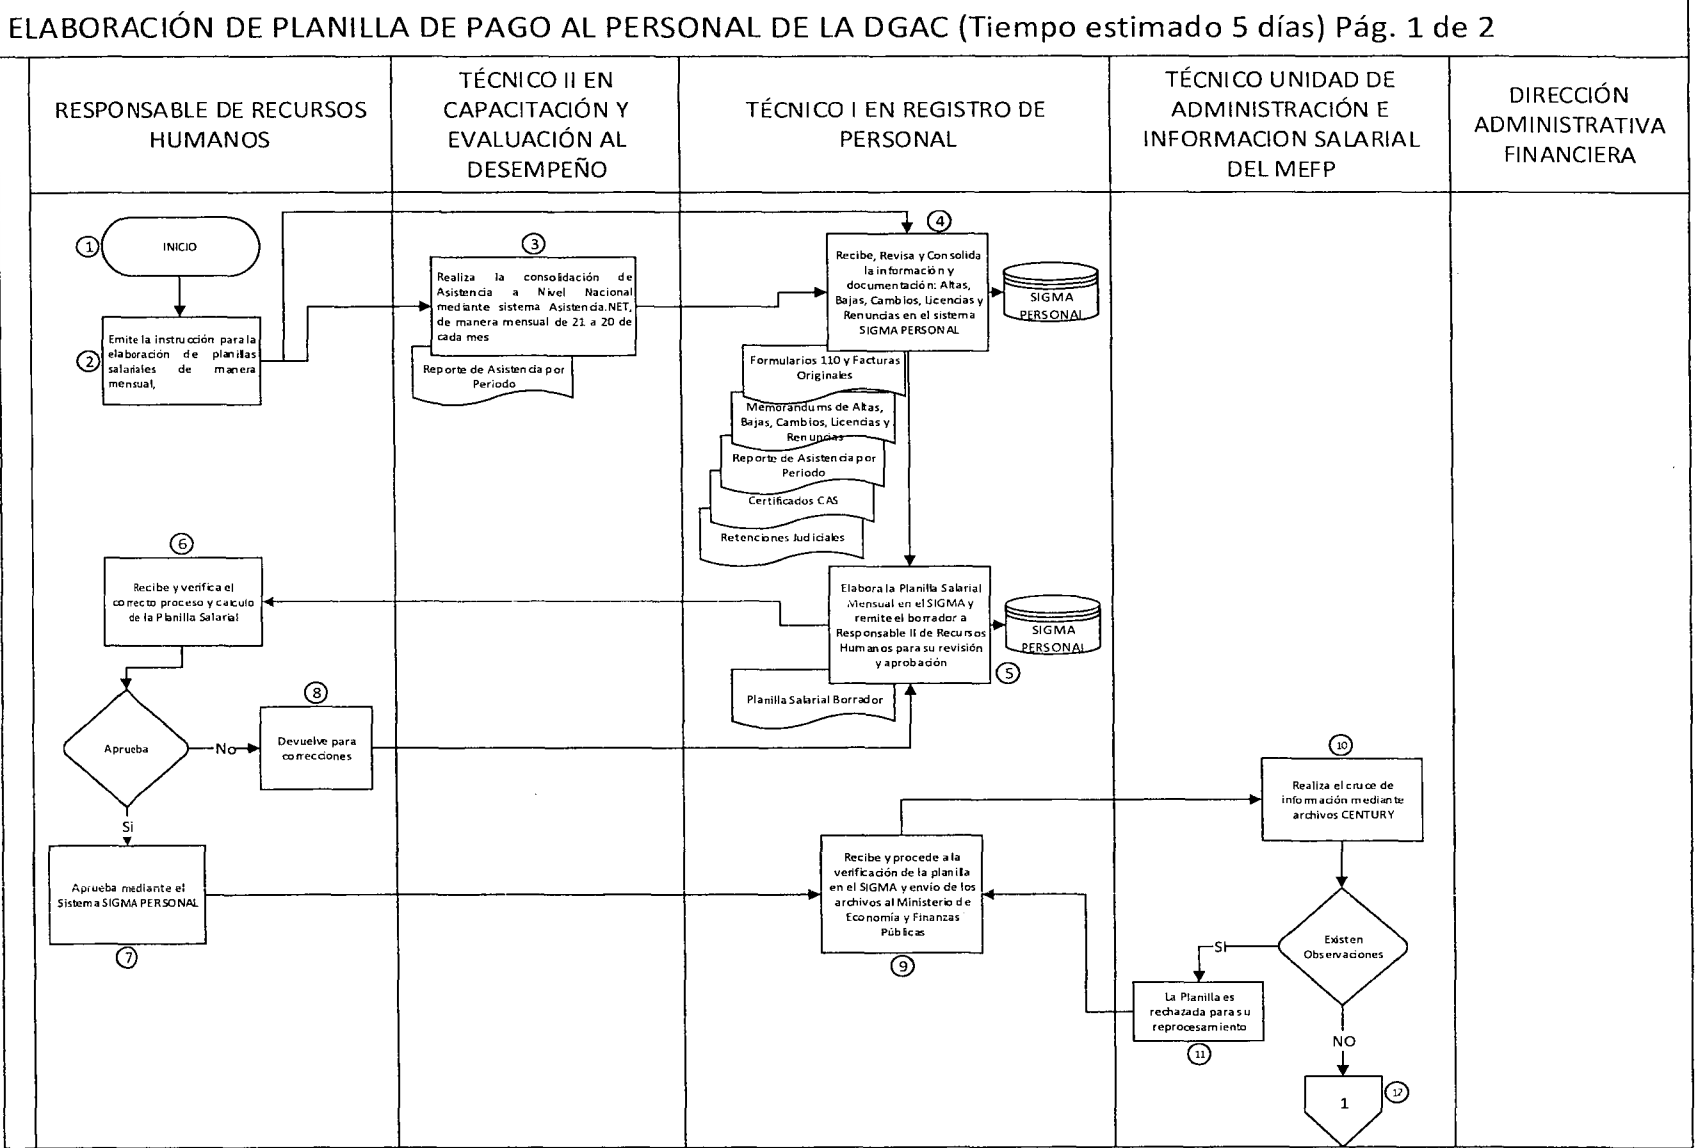 ELABORACIÓN DE PLANILLA DE PAGO AL PERSONAL DE LA DGAC (Tiempo estimado 5 días) Pág. 1 de 2
RESPONSABLE DE RECURSOS
HUMANOS
TÉCNICO II EN
CAPACITACIÓN Y
EVALUACIÓN AL
DESEMPEÑO
TÉCNICO I EN REGISTRO DE
PERSONAL
TÉCNICO UNIDAD DE
ADMINISTRACIÓN E
INFORMACION SALARIAL
DEL MEFP
DIRECCIÓN
ADMINISTRATIVA
FINANCIERA
1
INICIO
2
Emite la instrucción para la
elaboración de planillas
salariales de manera
mensual,
3
Realiza la consolidación de
Asistencia a Nivel Nacional
mediante sistema Asistencia.NET,
de manera mensual de 21 a 20 de
cada mes
Reporte de Asistencia por
Periodo
4
Recibe, Revisa y Consolida
la información y
documentación: Altas,
Bajas, Cambios, Licencias y
Renuncias en el sistema
SIGMA PERSONAL
SIGMA
PERSONAL
Formularios 110 y Facturas
Originales
Memorandums de Altas,
Bajas, Cambios, Licencias y
Renuncias
Reporte de Asistencia por
Periodo
Certificados CAS
Retenciones Judiciales
Elabora la Planilla Salarial
Mensual en el SIGMA y
remite el borrador a
Responsable II de Recursos
Humanos para su revisión
y aprobación
5
SIGMA
PERSONAL
Planilla Salarial Borrador
6
Recibe y verifica el
correcto proceso y calculo
de la Planilla Salarial
Aprueba
No
8
Devuelve para
correcciones
Si
Aprueba mediante el
Sistema SIGMA PERSONAL
7
Recibe y procede a la
verificación de la planilla
en el SIGMA y envío de los
archivos al Ministerio de
Economía y Finanzas
Públicas
9
10
Realiza el cruce de
información mediante
archivos CENTURY
Existen
Observaciones
SI
La Planilla es
rechazada para su
reprocesamiento
11
NO
1
12